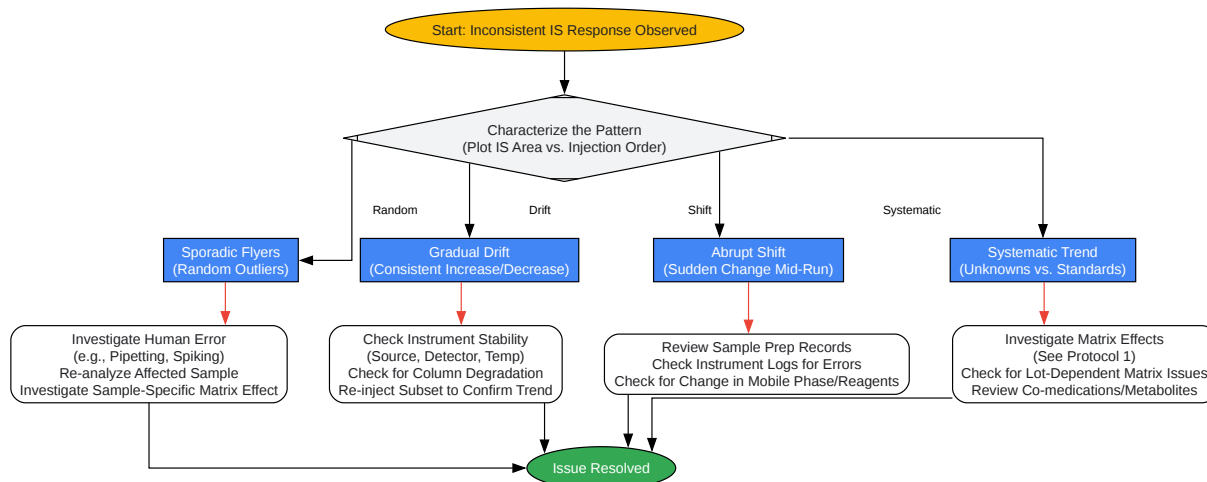 Start: Inconsistent IS Response Observed
Characterize the Pattern
(Plot IS Area vs. Injection Order)
Random
Drift
Shift
Systematic
Sporadic Flyers
(Random Outliers)
Gradual Drift
(Consistent Increase/Decrease)
Abrupt Shift
(Sudden Change Mid-Run)
Systematic Trend
(Unknowns vs. Standards)
Investigate Human Error
(e.g., Pipetting, Spiking)
Re-analyze Affected Sample
Investigate Sample-Specific Matrix Effect
Check Instrument Stability
(Source, Detector, Temp)
Check for Column Degradation
Re-inject Subset to Confirm Trend
Review Sample Prep Records
Check Instrument Logs for Errors
Check for Change in Mobile Phase/Reagents
Investigate Matrix Effects
(See Protocol 1)
Check for Lot-Dependent Matrix Issues
Review Co-medications/Metabolites
Issue Resolved